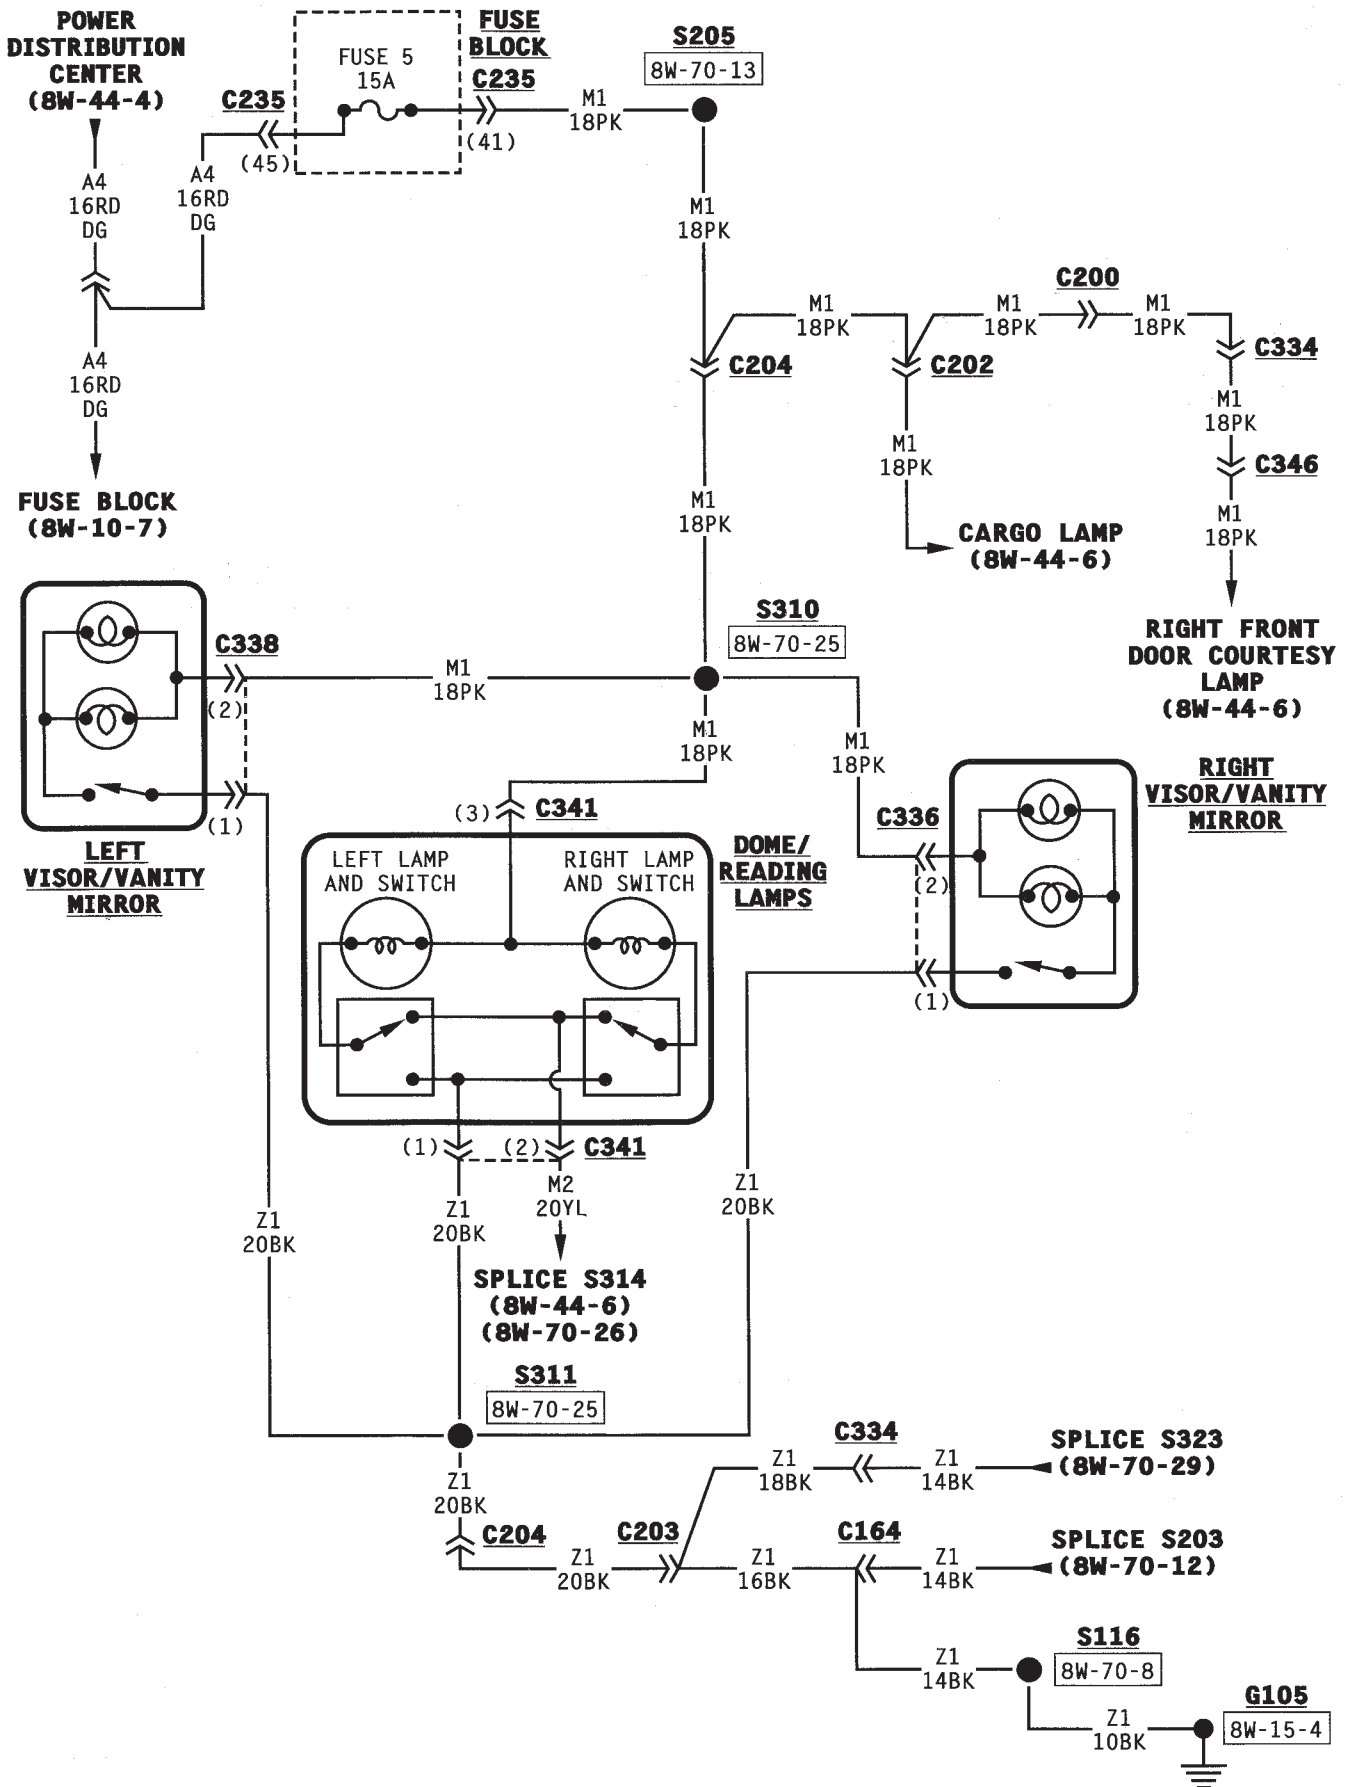 POWER
DISTRIBUTION
CENTER
(8W-44-4)
FUSE 5
15A
FUSE
BLOCK
C235
C235
(45)
(41)
M1
18PK
S205
8W-70-13
A4
16RD
DG
A4
16RD
DG
M1
18PK
A4
16RD
DG
FUSE BLOCK
(8W-10-7)
M1
18PK
M1
18PK
C200
M1
18PK
C204
C202
C334
M1
18PK
C346
M1
18PK
M1
18PK
M1
18PK
CARGO LAMP
(8W-44-6)
RIGHT FRONT
DOOR COURTESY
LAMP
(8W-44-6)
S310
8W-70-25
C338
(2)
(1)
M1
18PK
M1
18PK
M1
18PK
LEFT
VISOR/VANITY
MIRROR
(3)
C341
LEFT LAMP
AND SWITCH
RIGHT LAMP
AND SWITCH
DOME/
READING
LAMPS
C336
(2)
(1)
RIGHT
VISOR/VANITY
MIRROR
(1)
(2)
C341
Z1
20BK
Z1
20BK
M2
20YL
Z1
20BK
SPLICE S314
(8W-44-6)
(8W-70-26)
S311
8W-70-25
Z1
20BK
C204
Z1
20BK
C203
Z1
18BK
C334
Z1
14BK
SPLICE S323
(8W-70-29)
Z1
16BK
C164
Z1
14BK
SPLICE S203
(8W-70-12)
Z1
14BK
S116
8W-70-8
Z1
10BK
G105
8W-15-4